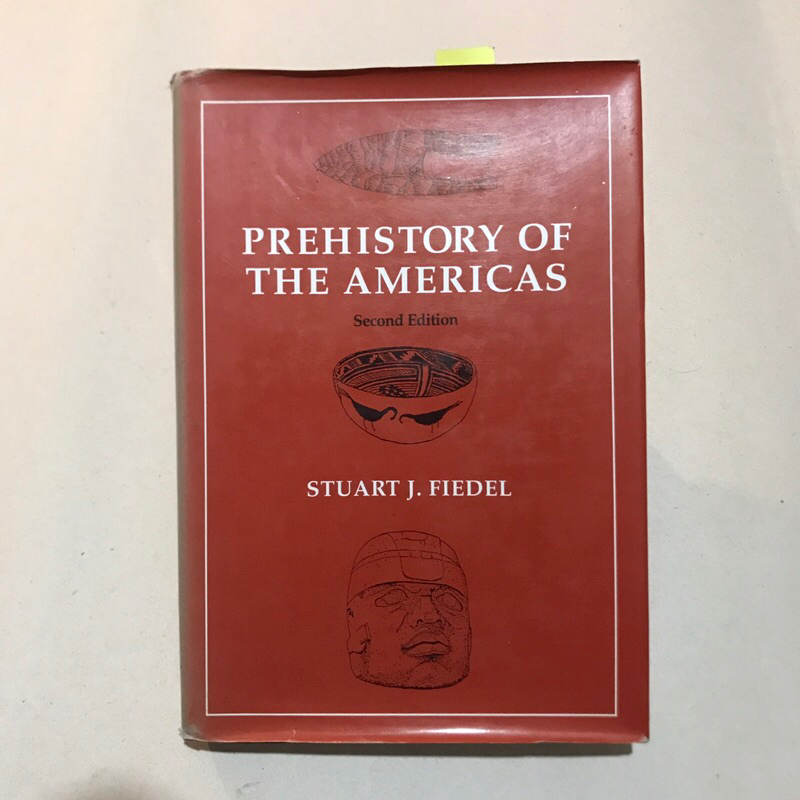 PREHISTORY OF
THE AMERICAS
Second Edition
STUART J. FIEDEL